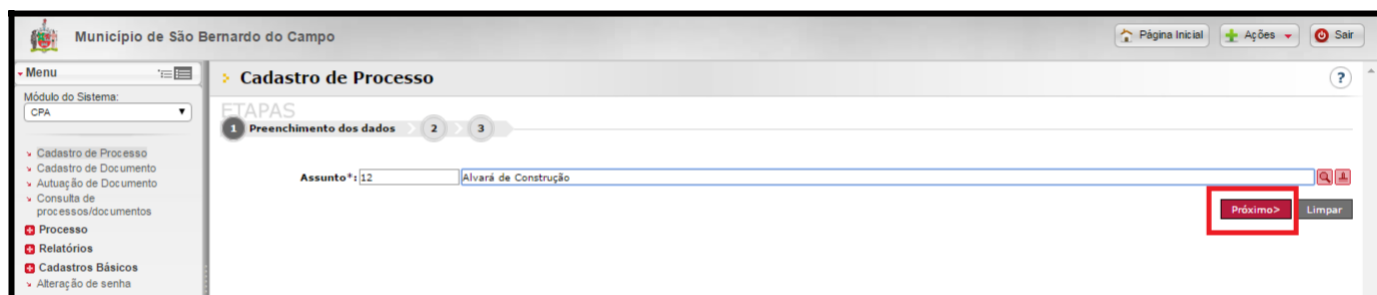 Município de São Bernardo do Campo
Página Inicial
Ações
Sair
Menu
Módulo do Sistema:
CPA
Cadastro de Processo
Cadastro de Documento
Autuação de Documento
Consulta de
processos/documentos
Processo
Relatórios
Cadastros Básicos
Alteração de senha
Cadastro de Processo
?
ETAPAS
1 Preenchimento dos dados 2 3
Assunto*: 12 Alvará de Construção
Próximo> Limpar